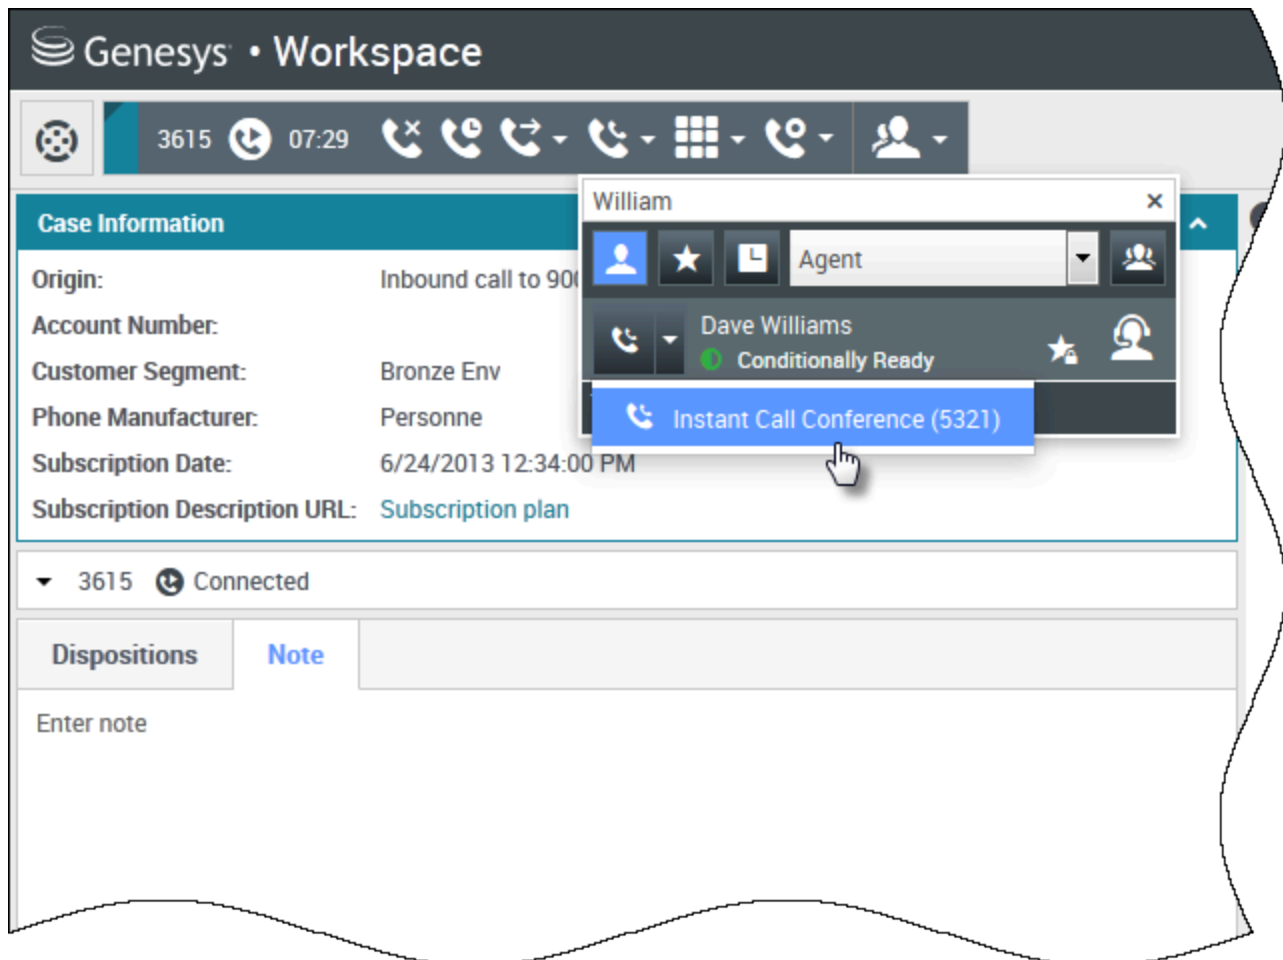 Genesys • Workspace
3615 07:29
William
Case Information
Agent
Origin: Inbound call to 900
Dave Williams
Account Number:
Conditionally Ready
Customer Segment: Bronze Env
Phone Manufacturer: Personne
Instant Call Conference (5321)
Subscription Date: 6/24/2013 12:34:00 PM
Subscription Description URL: Subscription plan
3615 Connected
Dispositions Note
Enter note